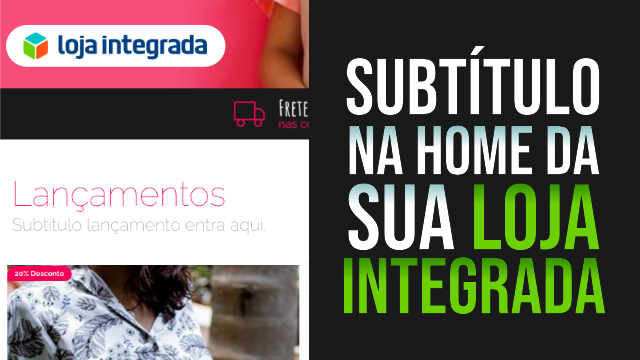 loja integrada
FRETE
nas co
Lançamentos
Subtítulo lançamento entra aqui.
20% Desconto
SUBTÍTULO
NA HOME DA
SUA LOJA
INTEGRADA